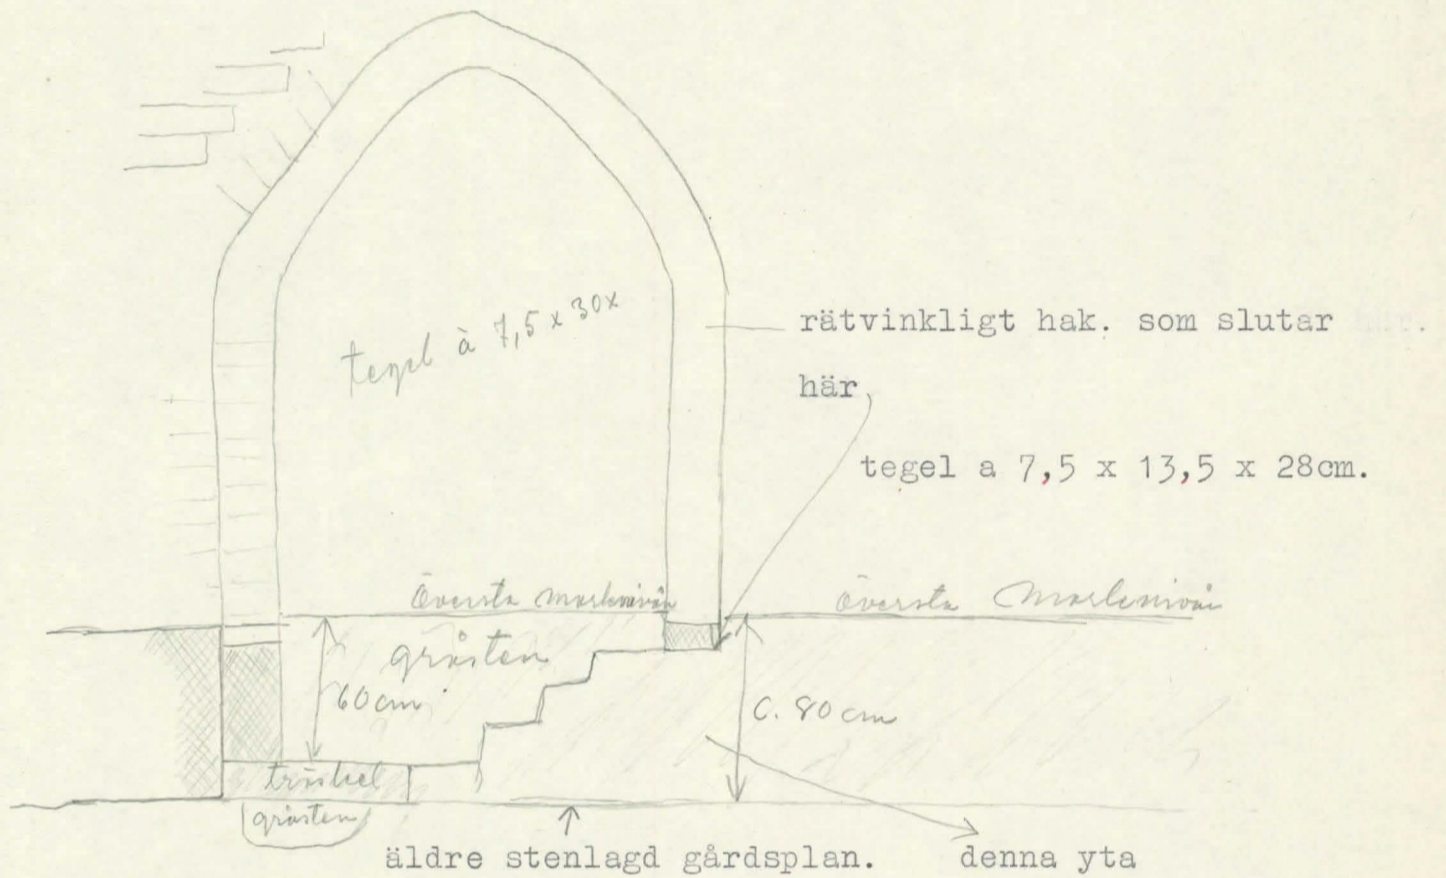 tegel à 7,5 x 30x
rätvinkligt hak. som slutar
här
tegel a 7,5 x 13,5 x 28cm.
Översta marknivån
översta marknivån
gråsten
60 cm
C. 80 cm
tröskel
gråsten
äldre stenlagd gårdsplan.
denna yta